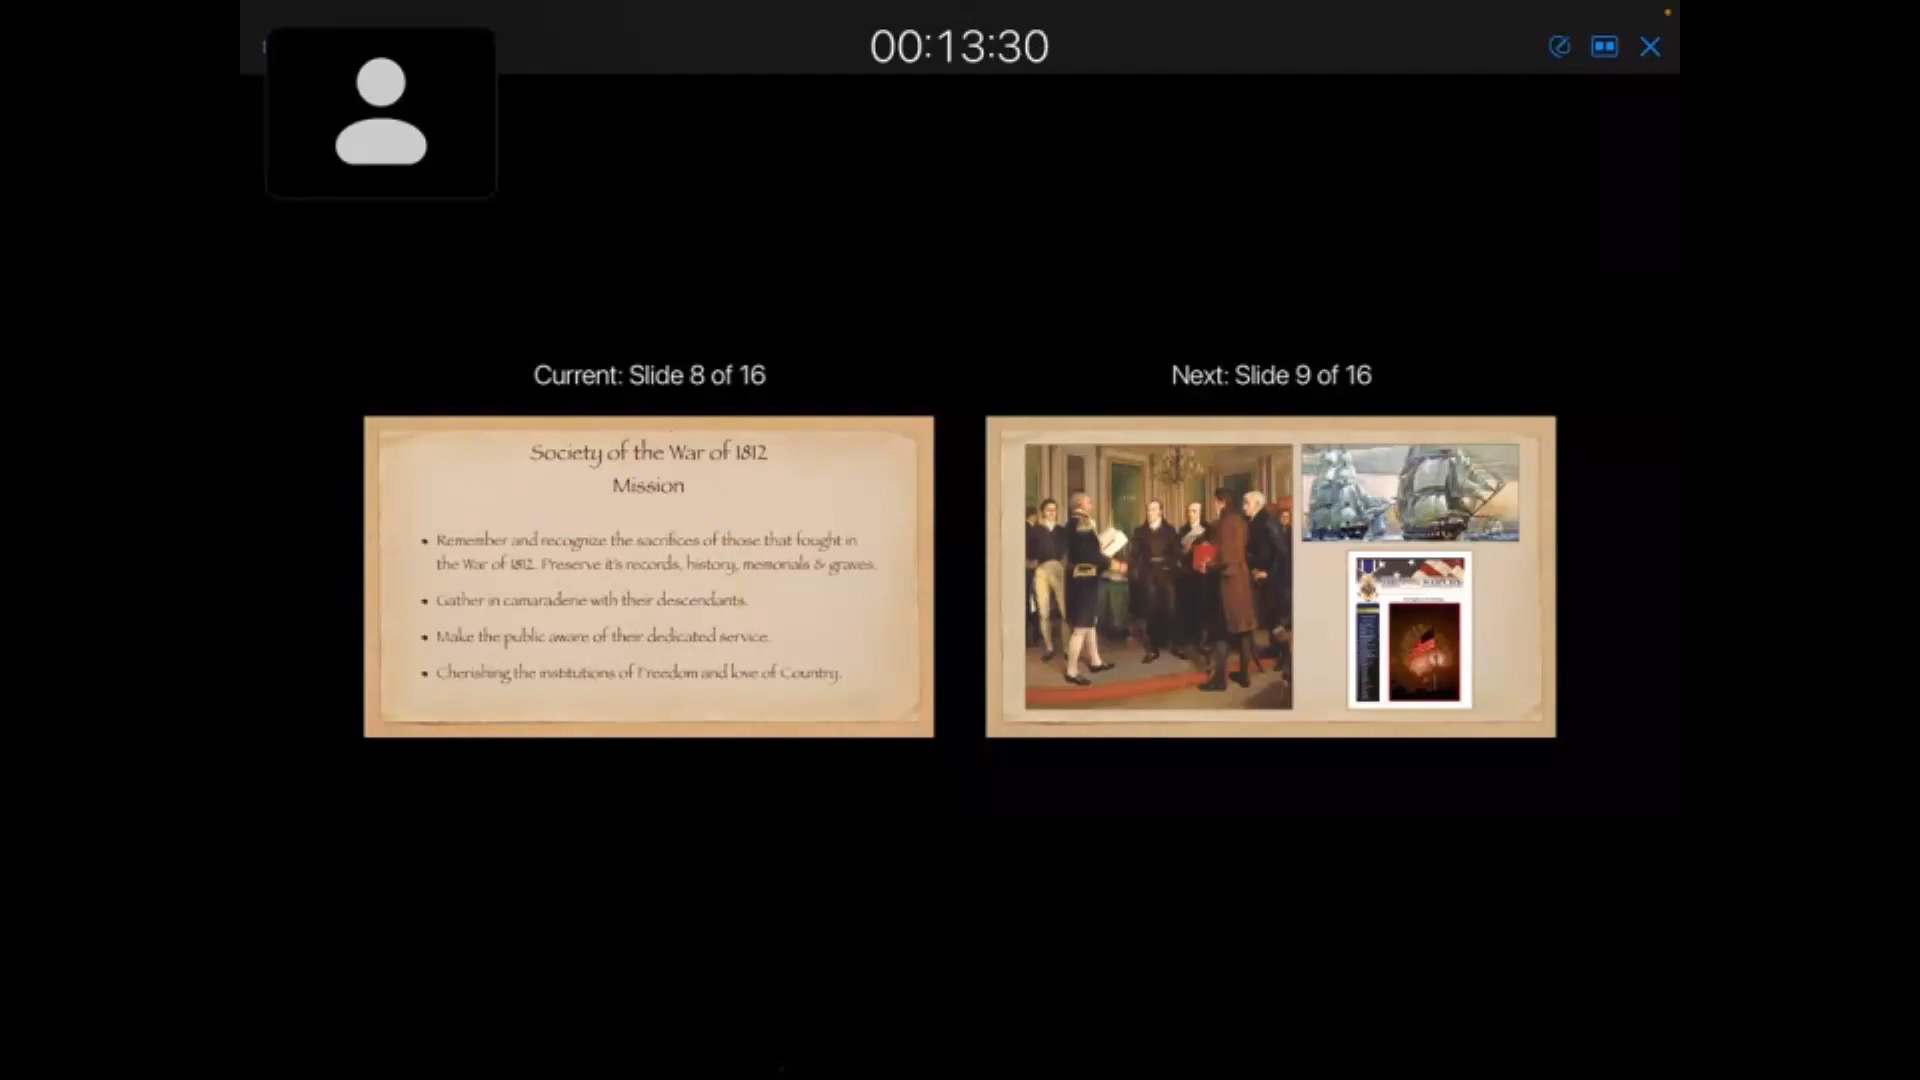 00:13:30
Current: Slide 8 of 16
Next: Slide 9 of 16
Society of the War of 1812
Mission
• Remember and recognize the sacrifices of those that fought in
the War of 1812. Preserve it's records, history, memorials & graves.
• Gather in camaraderie with their descendants.
• Make the public aware of their dedicated service.
• Cherishing the institutions of Freedom and love of Country.